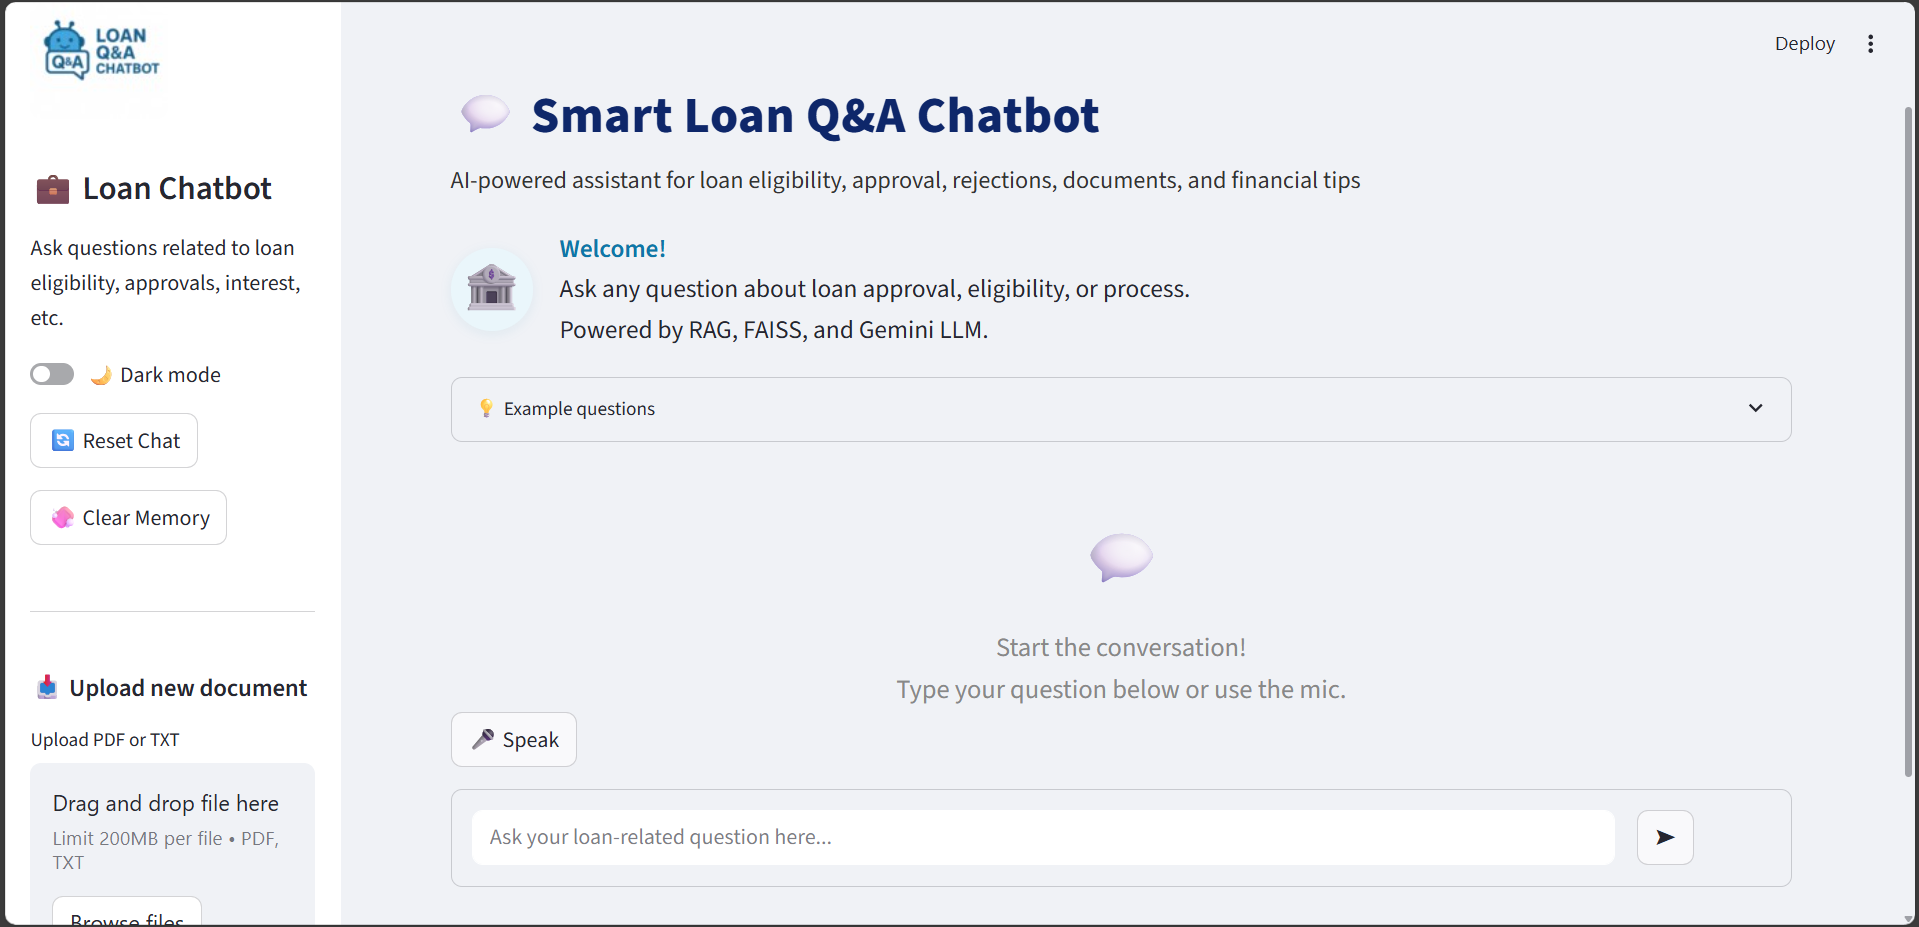 LOAN
Q&A
CHATBOT
Q&A
Loan Chatbot
Ask questions related to loan
eligibility, approvals, interest,
etc.
Dark mode
Reset Chat
Clear Memory
Upload new document
Upload PDF or TXT
Drag and drop file here
Limit 200MB per file • PDF,
TXT
Browse files
Deploy
Smart Loan Q&A Chatbot
AI-powered assistant for loan eligibility, approval, rejections, documents, and financial tips
Welcome!
Ask any question about loan approval, eligibility, or process.
Powered by RAG, FAISS, and Gemini LLM.
Example questions
Start the conversation!
Type your question below or use the mic.
Speak
Ask your loan-related question here...